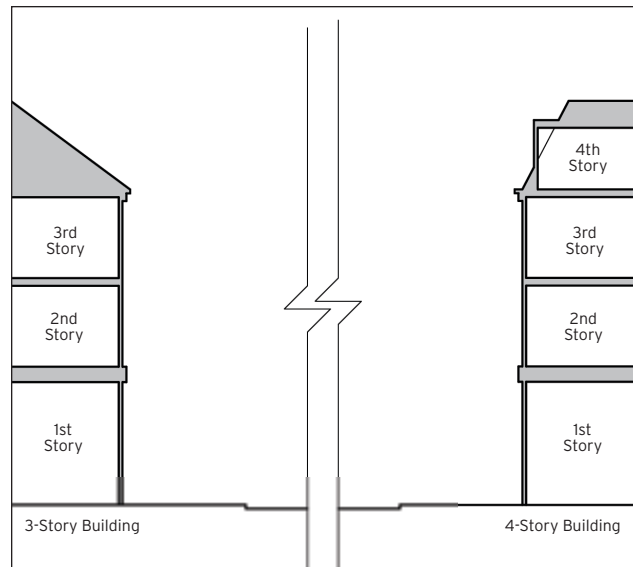 3rd
Story
2nd
Story
1st
Story
3-Story Building
4th
Story
3rd
Story
2nd
Story
1st
Story
4-Story Building